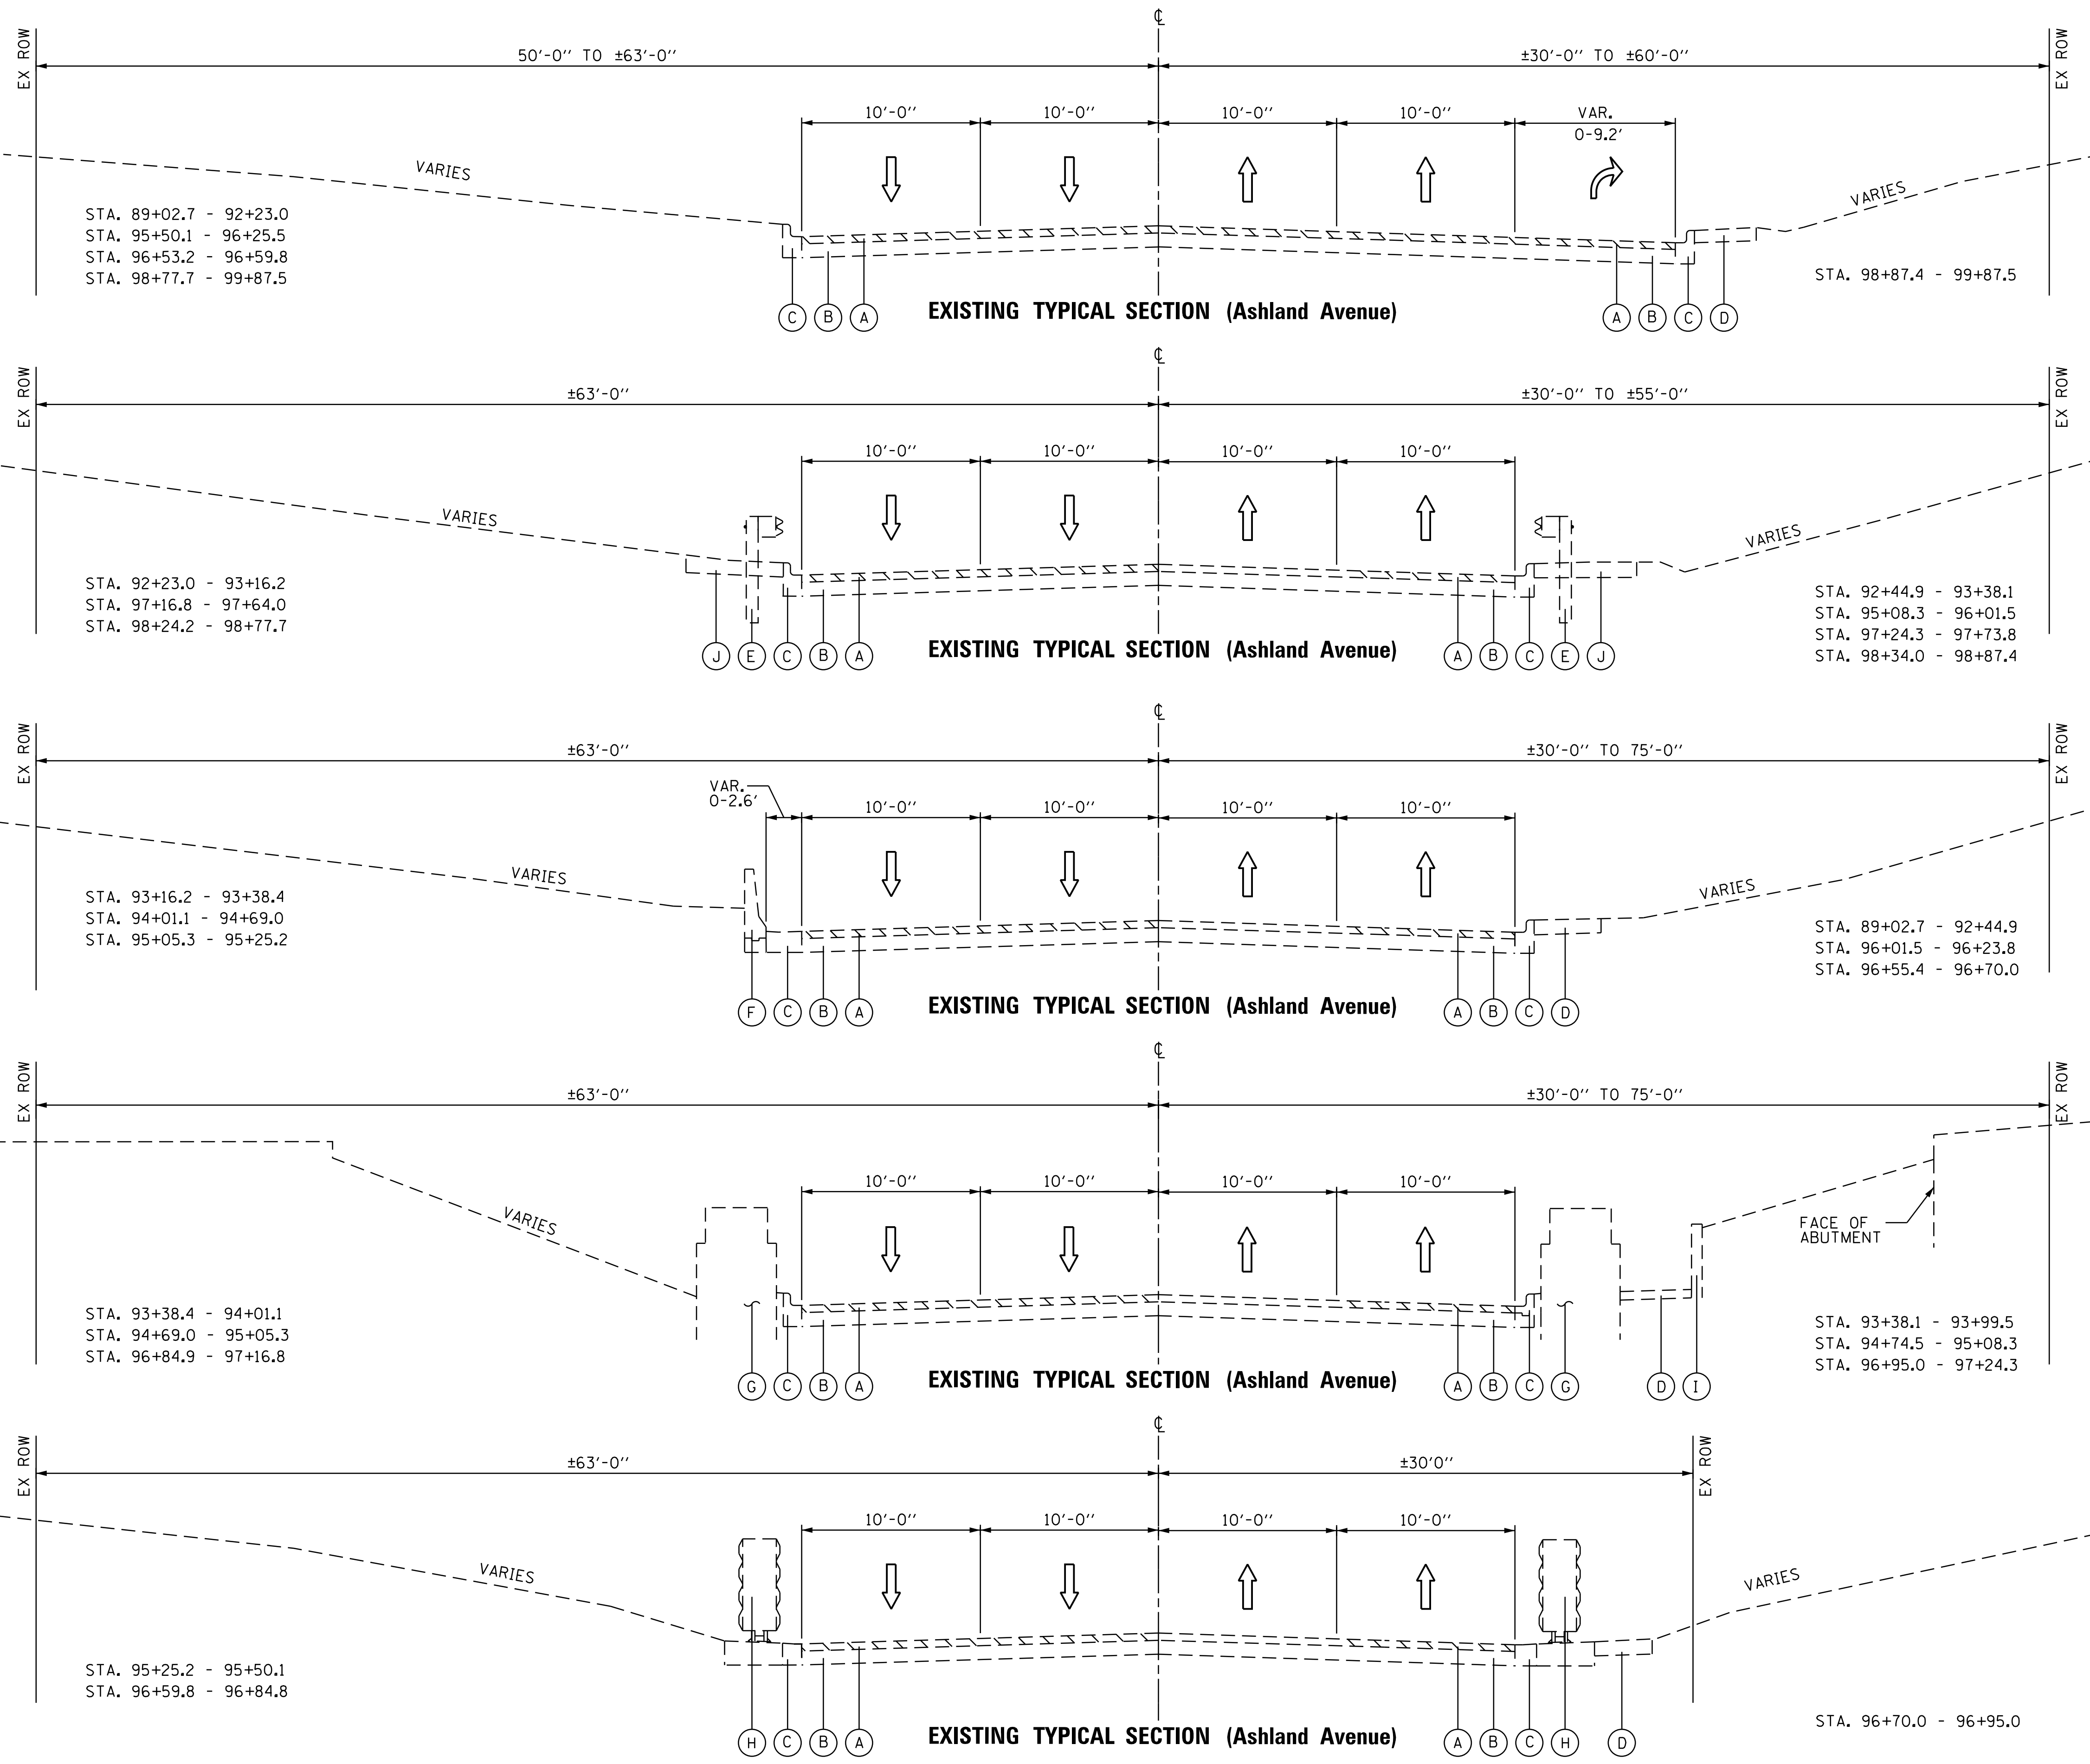 ℄
EX ROW
50'-0'' TO ±63'-0''
±30'-0'' TO ±60'-0''
EX ROW
10'-0''
10'-0''
10'-0''
10'-0''
VAR.
0-9.2'
VARIES
VARIES
STA. 89+02.7 - 92+23.0
STA. 95+50.1 - 96+25.5
STA. 96+53.2 - 96+59.8
STA. 98+77.7 - 99+87.5
STA. 98+87.4 - 99+87.5
C B A
EXISTING TYPICAL SECTION (Ashland Avenue)
A B C D
℄
EX ROW
±63'-0''
±30'-0'' TO ±55'-0''
EX ROW
10'-0''
10'-0''
10'-0''
10'-0''
VARIES
VARIES
STA. 92+23.0 - 93+16.2
STA. 97+16.8 - 97+64.0
STA. 98+24.2 - 98+77.7
STA. 92+44.9 - 93+38.1
STA. 95+08.3 - 96+01.5
STA. 97+24.3 - 97+73.8
STA. 98+34.0 - 98+87.4
J E C B A
EXISTING TYPICAL SECTION (Ashland Avenue)
A B C E J
℄
EX ROW
±63'-0''
±30'-0'' TO 75'-0''
EX ROW
VAR.
0-2.6'
10'-0''
10'-0''
10'-0''
10'-0''
VARIES
VARIES
STA. 93+16.2 - 93+38.4
STA. 94+01.1 - 94+69.0
STA. 95+05.3 - 95+25.2
STA. 89+02.7 - 92+44.9
STA. 96+01.5 - 96+23.8
STA. 96+55.4 - 96+70.0
F C B A
EXISTING TYPICAL SECTION (Ashland Avenue)
A B C D
℄
EX ROW
±63'-0''
±30'-0'' TO 75'-0''
EX ROW
10'-0''
10'-0''
10'-0''
10'-0''
VARIES
FACE OF
ABUTMENT
STA. 93+38.4 - 94+01.1
STA. 94+69.0 - 95+05.3
STA. 96+84.9 - 97+16.8
STA. 93+38.1 - 93+99.5
STA. 94+74.5 - 95+08.3
STA. 96+95.0 - 97+24.3
G C B A
EXISTING TYPICAL SECTION (Ashland Avenue)
A B C G D I
℄
EX ROW
±63'-0''
±30'0''
EX ROW
10'-0''
10'-0''
10'-0''
10'-0''
VARIES
VARIES
STA. 95+25.2 - 95+50.1
STA. 96+59.8 - 96+84.8
STA. 96+70.0 - 96+95.0
H C B A
EXISTING TYPICAL SECTION (Ashland Avenue)
A B C H D